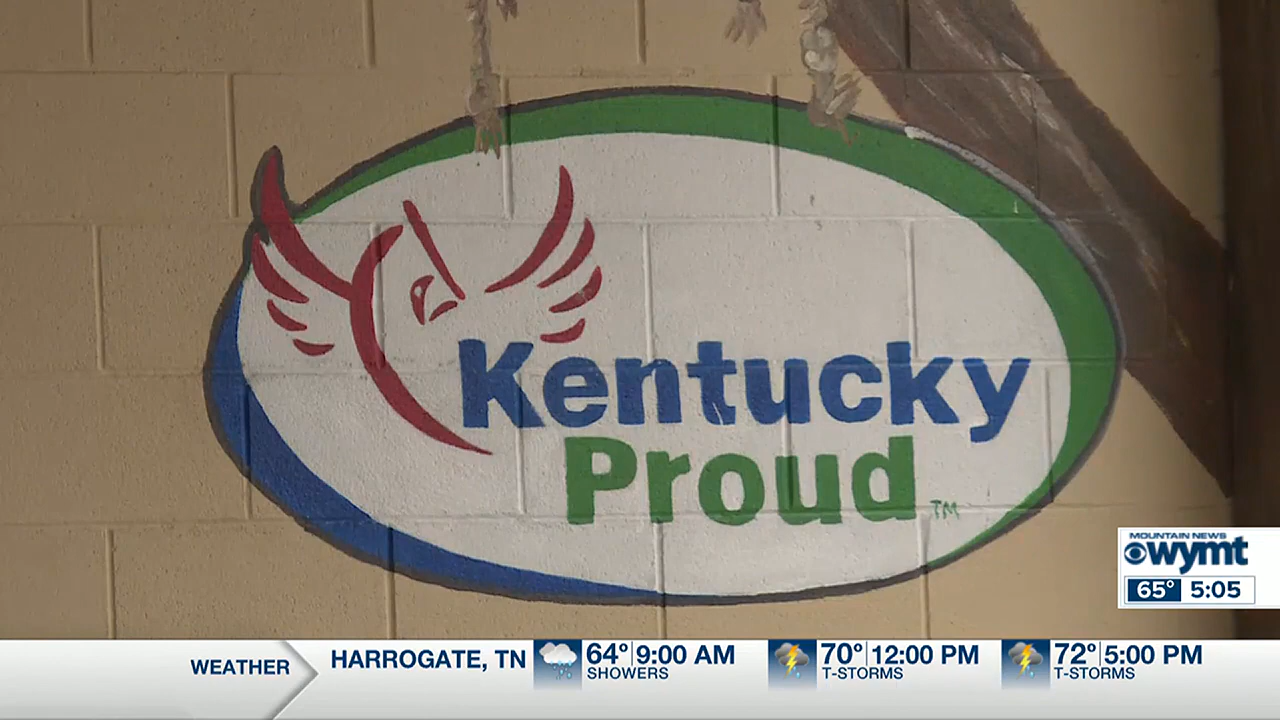 Kentucky
Proud
TM
MOUNTAIN NEWS
wymt
65° 5:05
WEATHER
HARROGATE, TN
64° 9:00 AM
SHOWERS
70° 12:00 PM
T-STORMS
72° 5:00 PM
T-STORMS